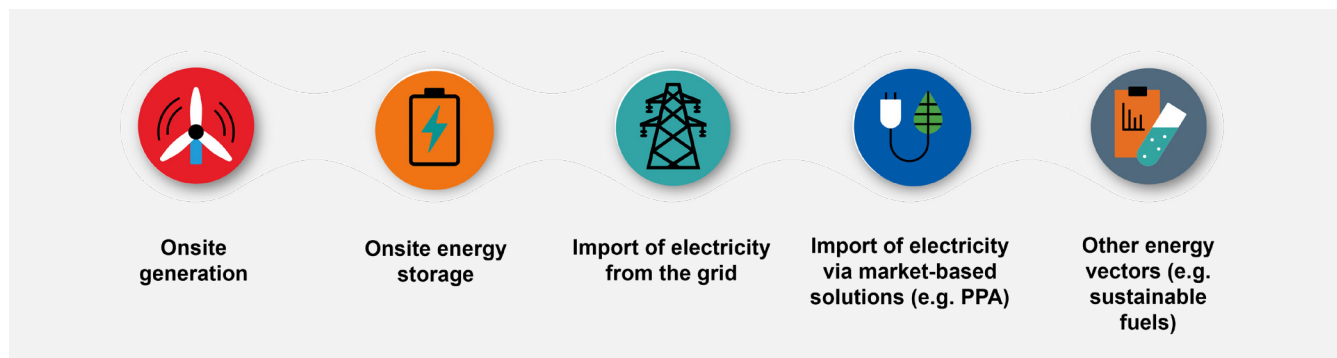 Onsite
generation
Onsite energy
storage
Import of electricity
from the grid
Import of electricity
via market-based
solutions (e.g. PPA)
Other energy
vectors (e.g.
sustainable
fuels)